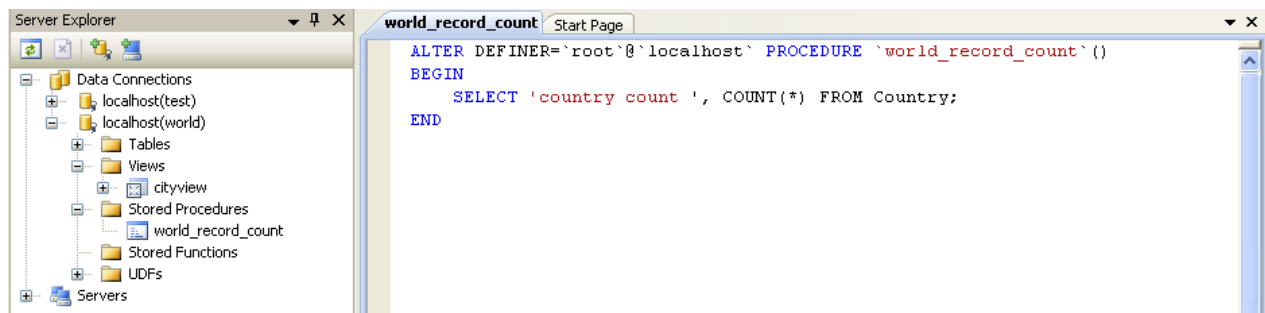 Server Explorer
Data Connections
localhost(test)
localhost(world)
Tables
Views
cityview
Stored Procedures
world_record_count
Stored Functions
UDFs
Servers
world_record_count
Start Page
ALTER DEFINER=`root`@`localhost` PROCEDURE `world_record_count`()
BEGIN
    SELECT 'country count ', COUNT(*) FROM Country;
END